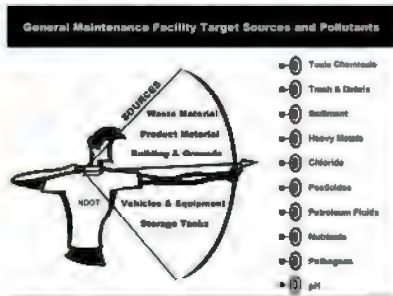 General Maintenance Facility Target Sources and Pollutants
SOURCES
Waste Material
Product Material
Building & Grounds
NDOT
Vehicles & Equipment
Storage Tanks
Toxic Chemicals
Trash & Debris
Sediment
Heavy Metals
Chloride
Pesticides
Petroleum Fluids
Nutrients
Pathogens
pH